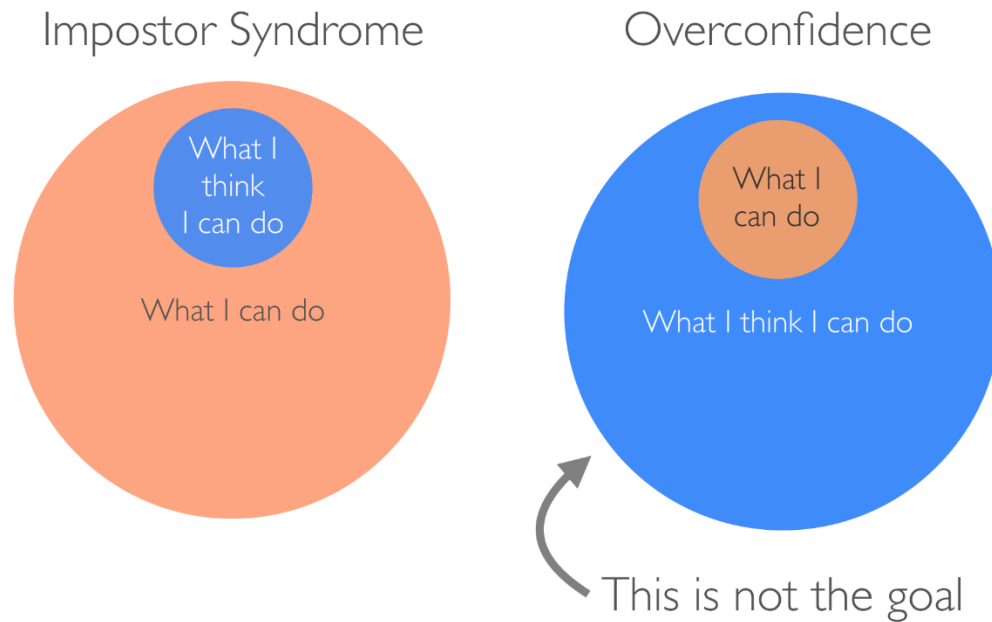 Impostor Syndrome
What I
think
I can do
What I can do
Overconfidence
What I
can do
What I think I can do
This is not the goal